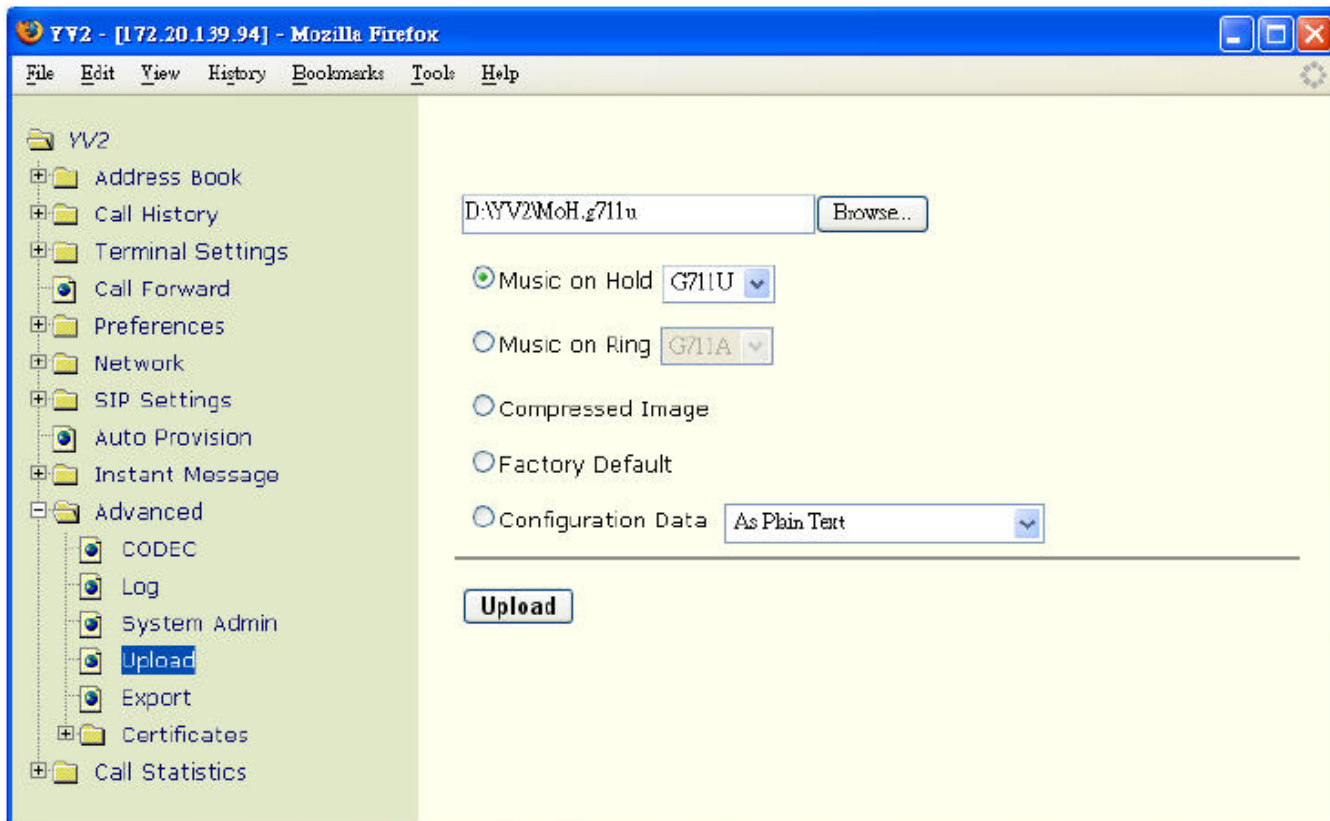 YV2 - [172.20.139.94] - Mozilla Firefox
File Edit View History Bookmarks Tools Help
YV2
Address Book
Call History
Terminal Settings
Call Forward
Preferences
Network
SIP Settings
Auto Provision
Instant Message
Advanced
CODEC
Log
System Admin
Upload
Export
Certificates
Call Statistics
D:\YV2\MoH.g711u Browse...
Music on Hold G711U
Music on Ring G711A
Compressed Image
Factory Default
Configuration Data As Plain Text
Upload